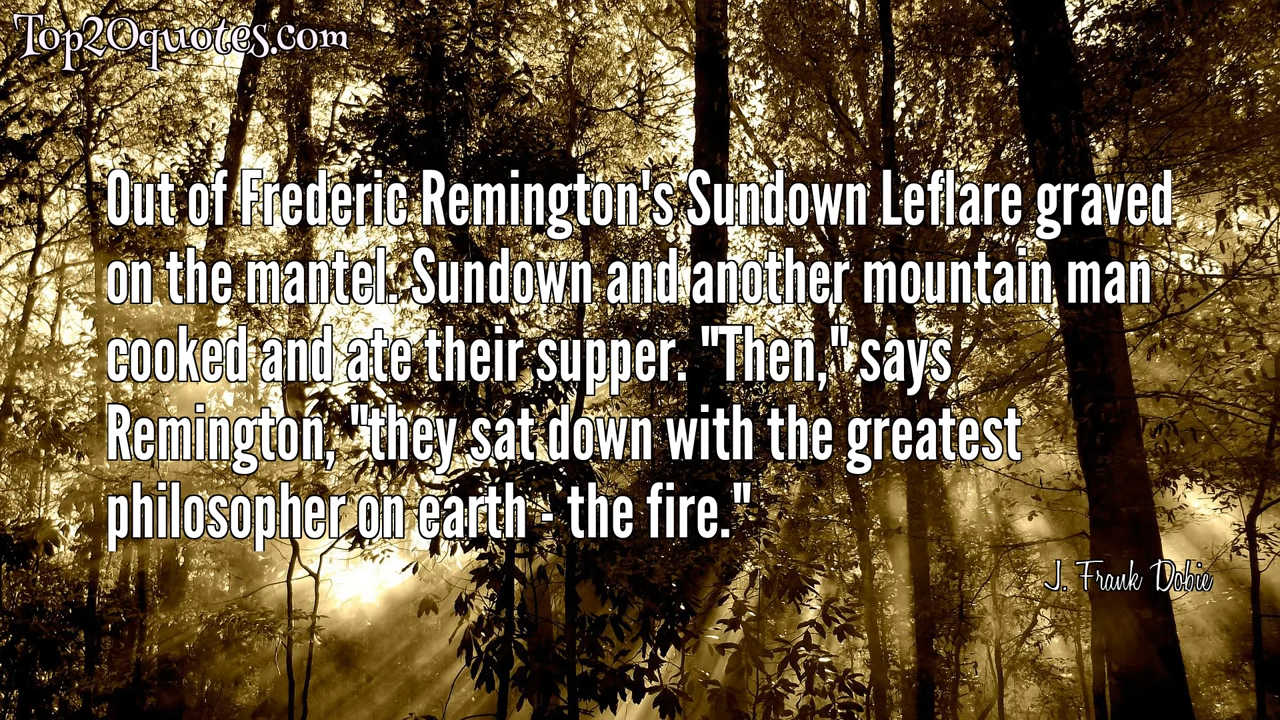 Top20quotes.com
Out of Frederic Remington's Sundown Leflare graved
on the mantel. Sundown and another mountain man
cooked and ate their supper. "Then," says
Remington, "they sat down with the greatest
philosopher on earth - the fire."
J. Frank Dobie